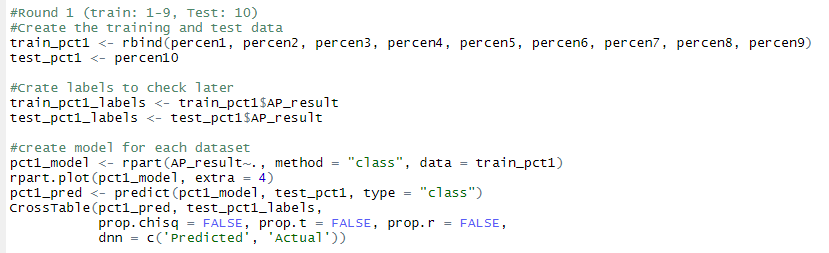 #Round 1 (train: 1-9, Test: 10)
#Create the training and test data
train_pct1 <- rbind(percen1, percen2, percen3, percen4, percen5, percen6, percen7, percen8, percen9)
test_pct1 <- percen10
#Crate labels to check later
train_pct1_labels <- train_pct1$AP_result
test_pct1_labels <- test_pct1$AP_result
#create model for each dataset
pct1_model <- rpart(AP_result~., method = "class", data = train_pct1)
rpart.plot(pct1_model, extra = 4)
pct1_pred <- predict(pct1_model, test_pct1, type = "class")
CrossTable(pct1_pred, test_pct1_labels,
prop.chisq = FALSE, prop.t = FALSE, prop.r = FALSE,
dnn = c('Predicted', 'Actual'))